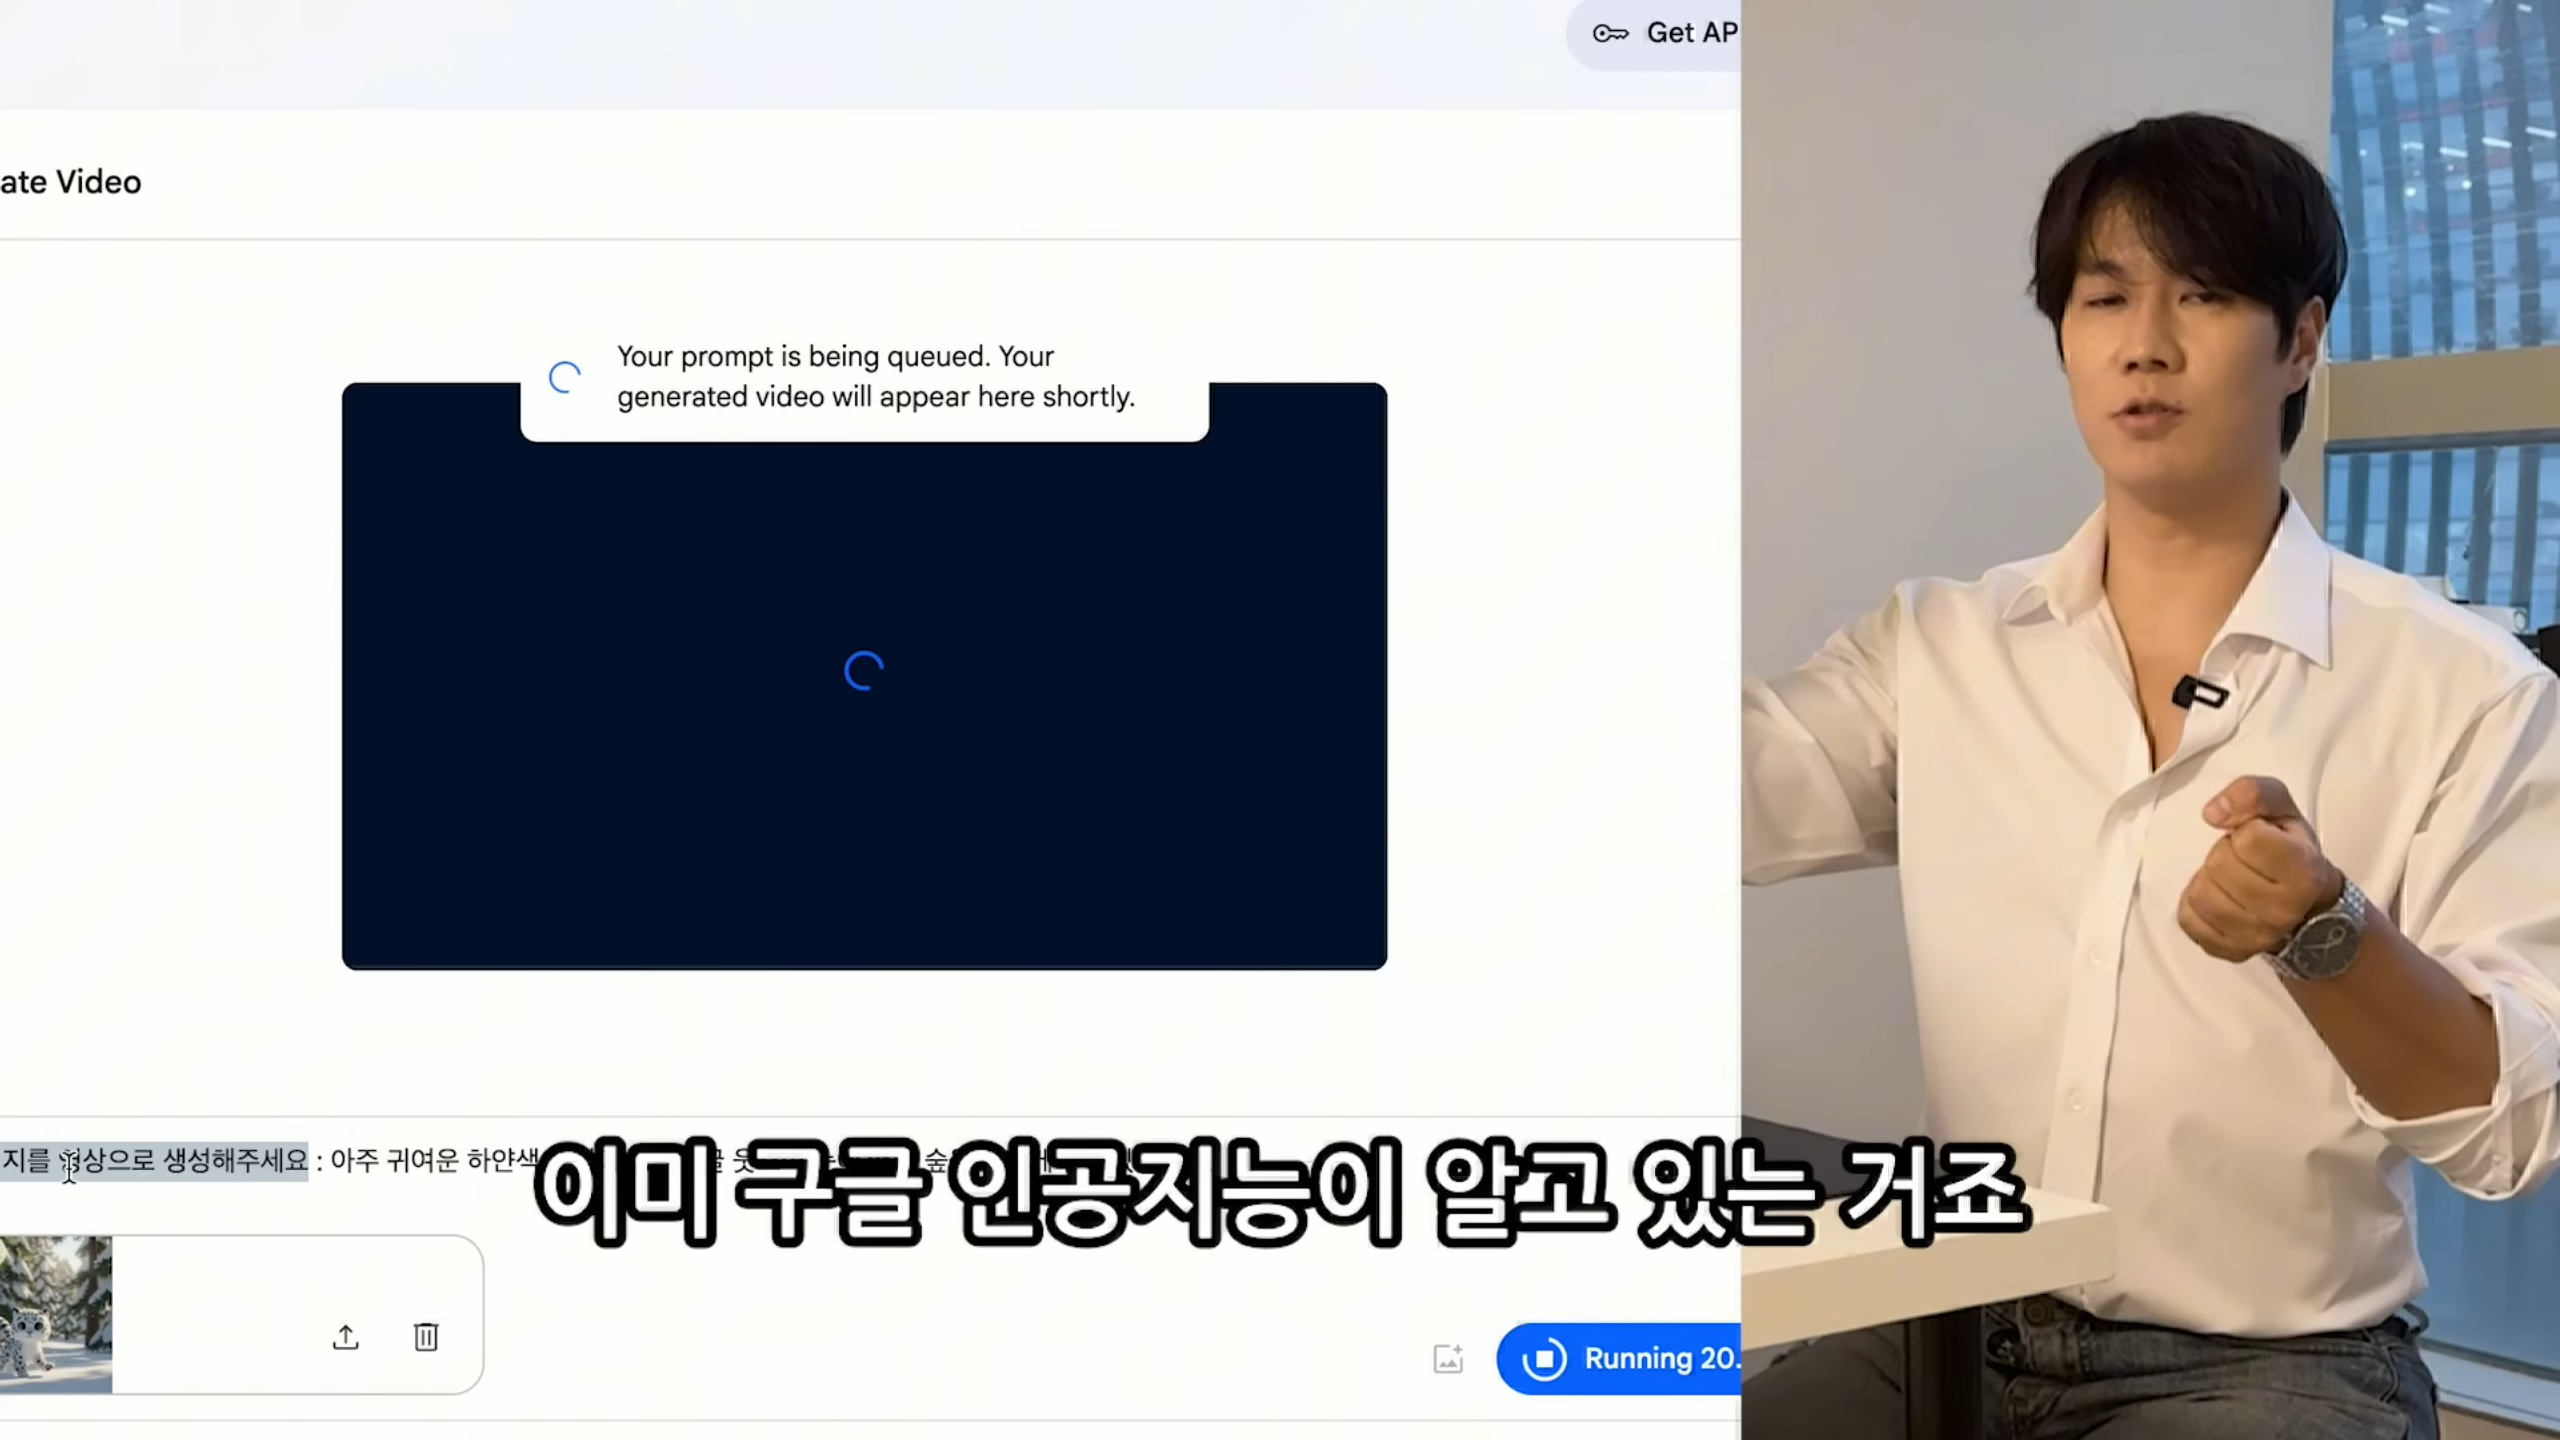 Get AP
ate Video
Your prompt is being queued. Your
generated video will appear here shortly.
지를 영상으로 생성해주세요 : 아주 귀여운 하얀색
이미 구글 인공지능이 알고 있는 거죠
Running 20.